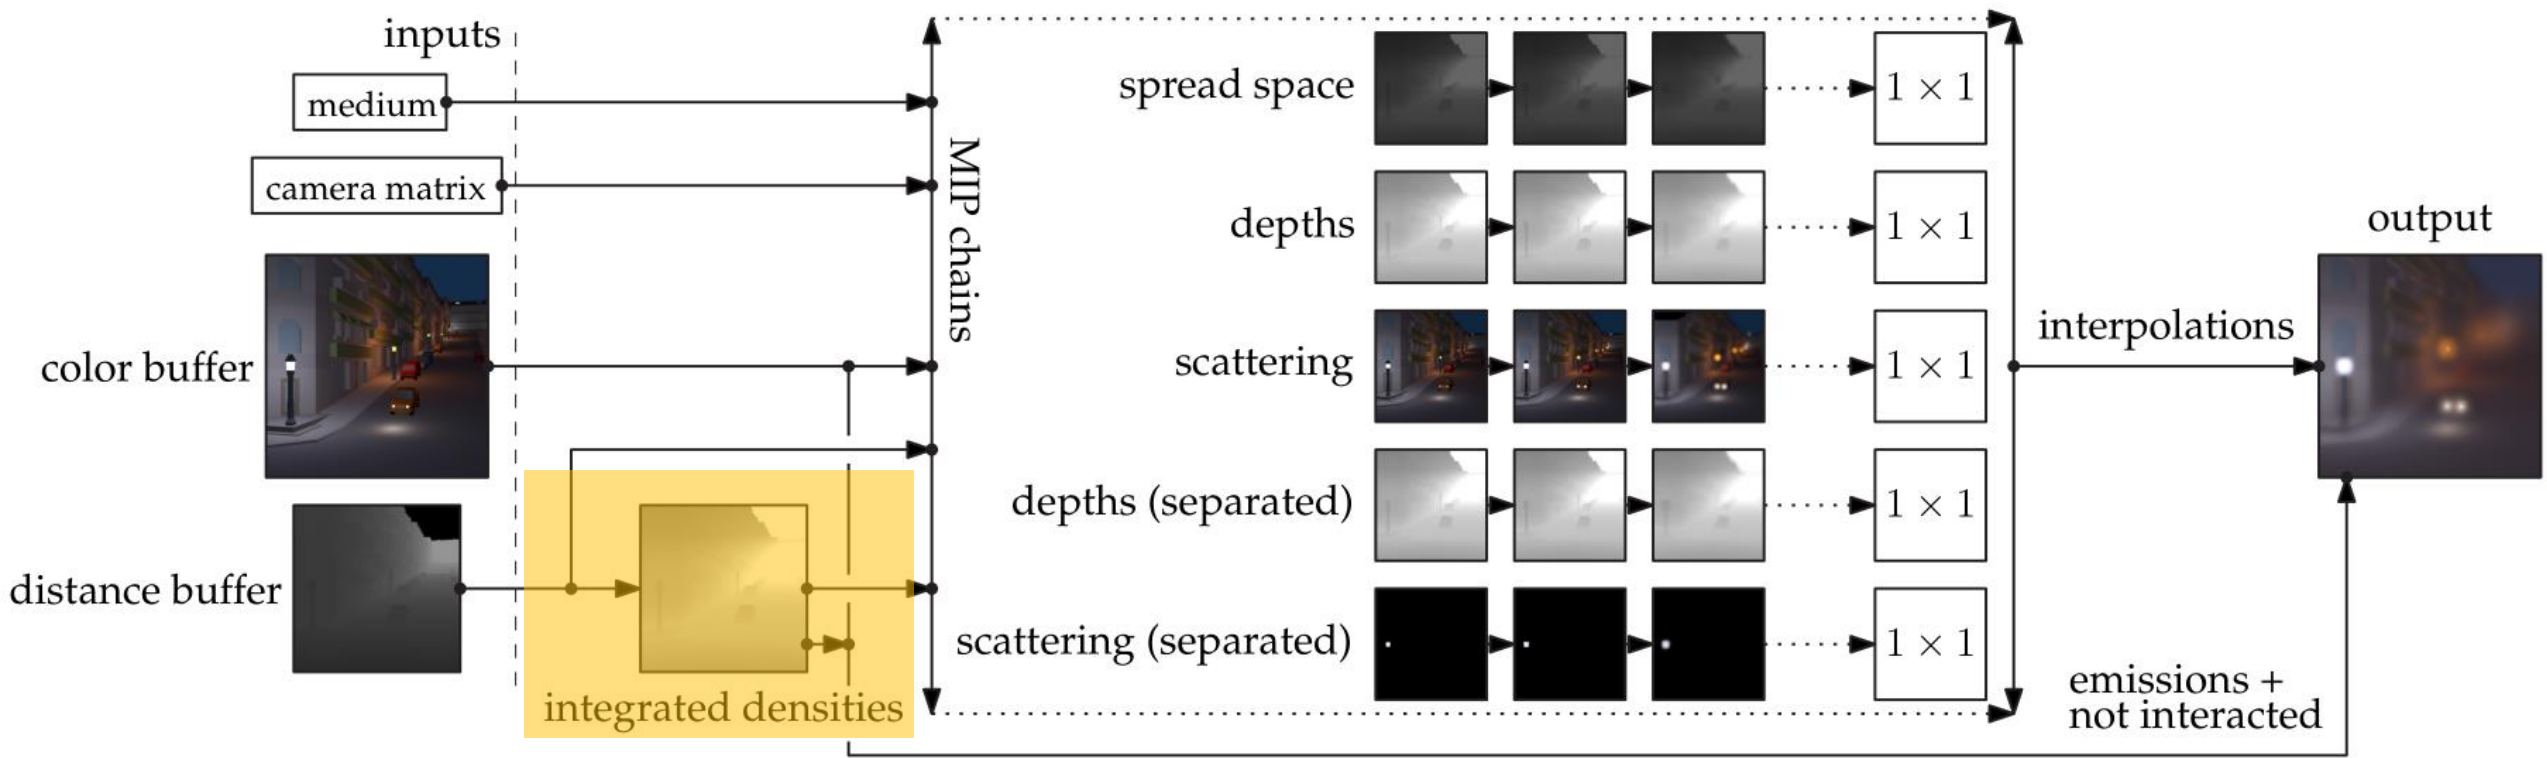 inputs
medium
camera matrix
color buffer
distance buffer
integrated densities
MIP chains
spread space
1 × 1
depths
1 × 1
scattering
1 × 1
depths (separated)
1 × 1
scattering (separated)
1 × 1
interpolations
output
emissions +
not interacted